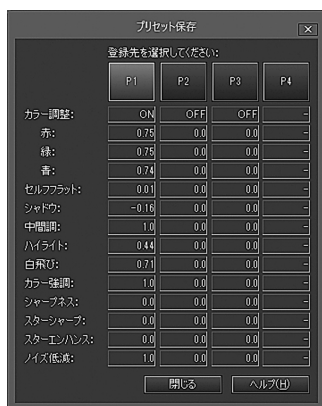 プリセット保存
登録先を選択してください:
P1 P2 P3 P4
カラー調整: ON OFF OFF -
赤: 0.75 0.0 0.0 -
緑: 0.75 0.0 0.0 -
青: 0.74 0.0 0.0 -
セルフフラット: 0.01 0.0 0.0 -
シャドウ: -0.16 0.0 0.0 -
中間調: 1.0 0.0 0.0 -
ハイライト: 0.44 0.0 0.0 -
白飛び: 0.71 0.0 0.0 -
カラー強調: 1.0 0.0 0.0 -
シャープネス: 0.0 0.0 0.0 -
スターシャープ: 0.0 0.0 0.0 -
スターエンハンス: 0.0 0.0 0.0 -
ノイズ低減: 1.0 0.0 0.0 -
閉じる ヘルプ(H)